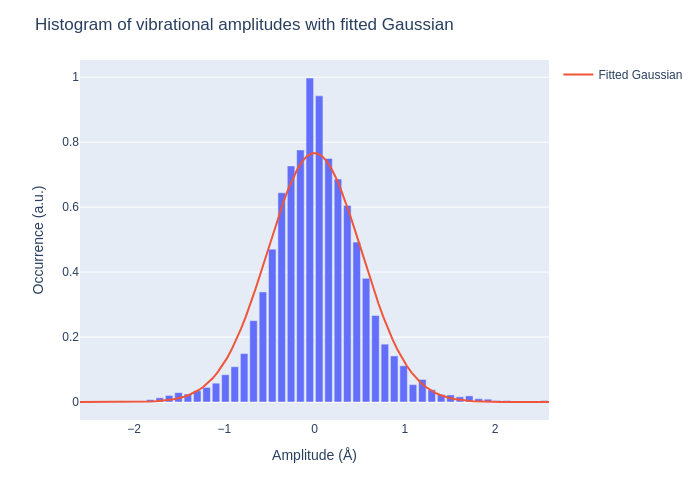 Histogram of vibrational amplitudes with fitted Gaussian
Fitted Gaussian
1
0.8
0.6
0.4
0.2
0
Occurrence (a.u.)
−2
−1
0
1
2
Amplitude (Å)